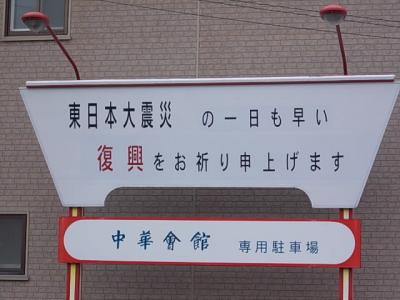 東日本大震災 の一日も早い
復興をお祈り申上げます
中華會館 専用駐車場